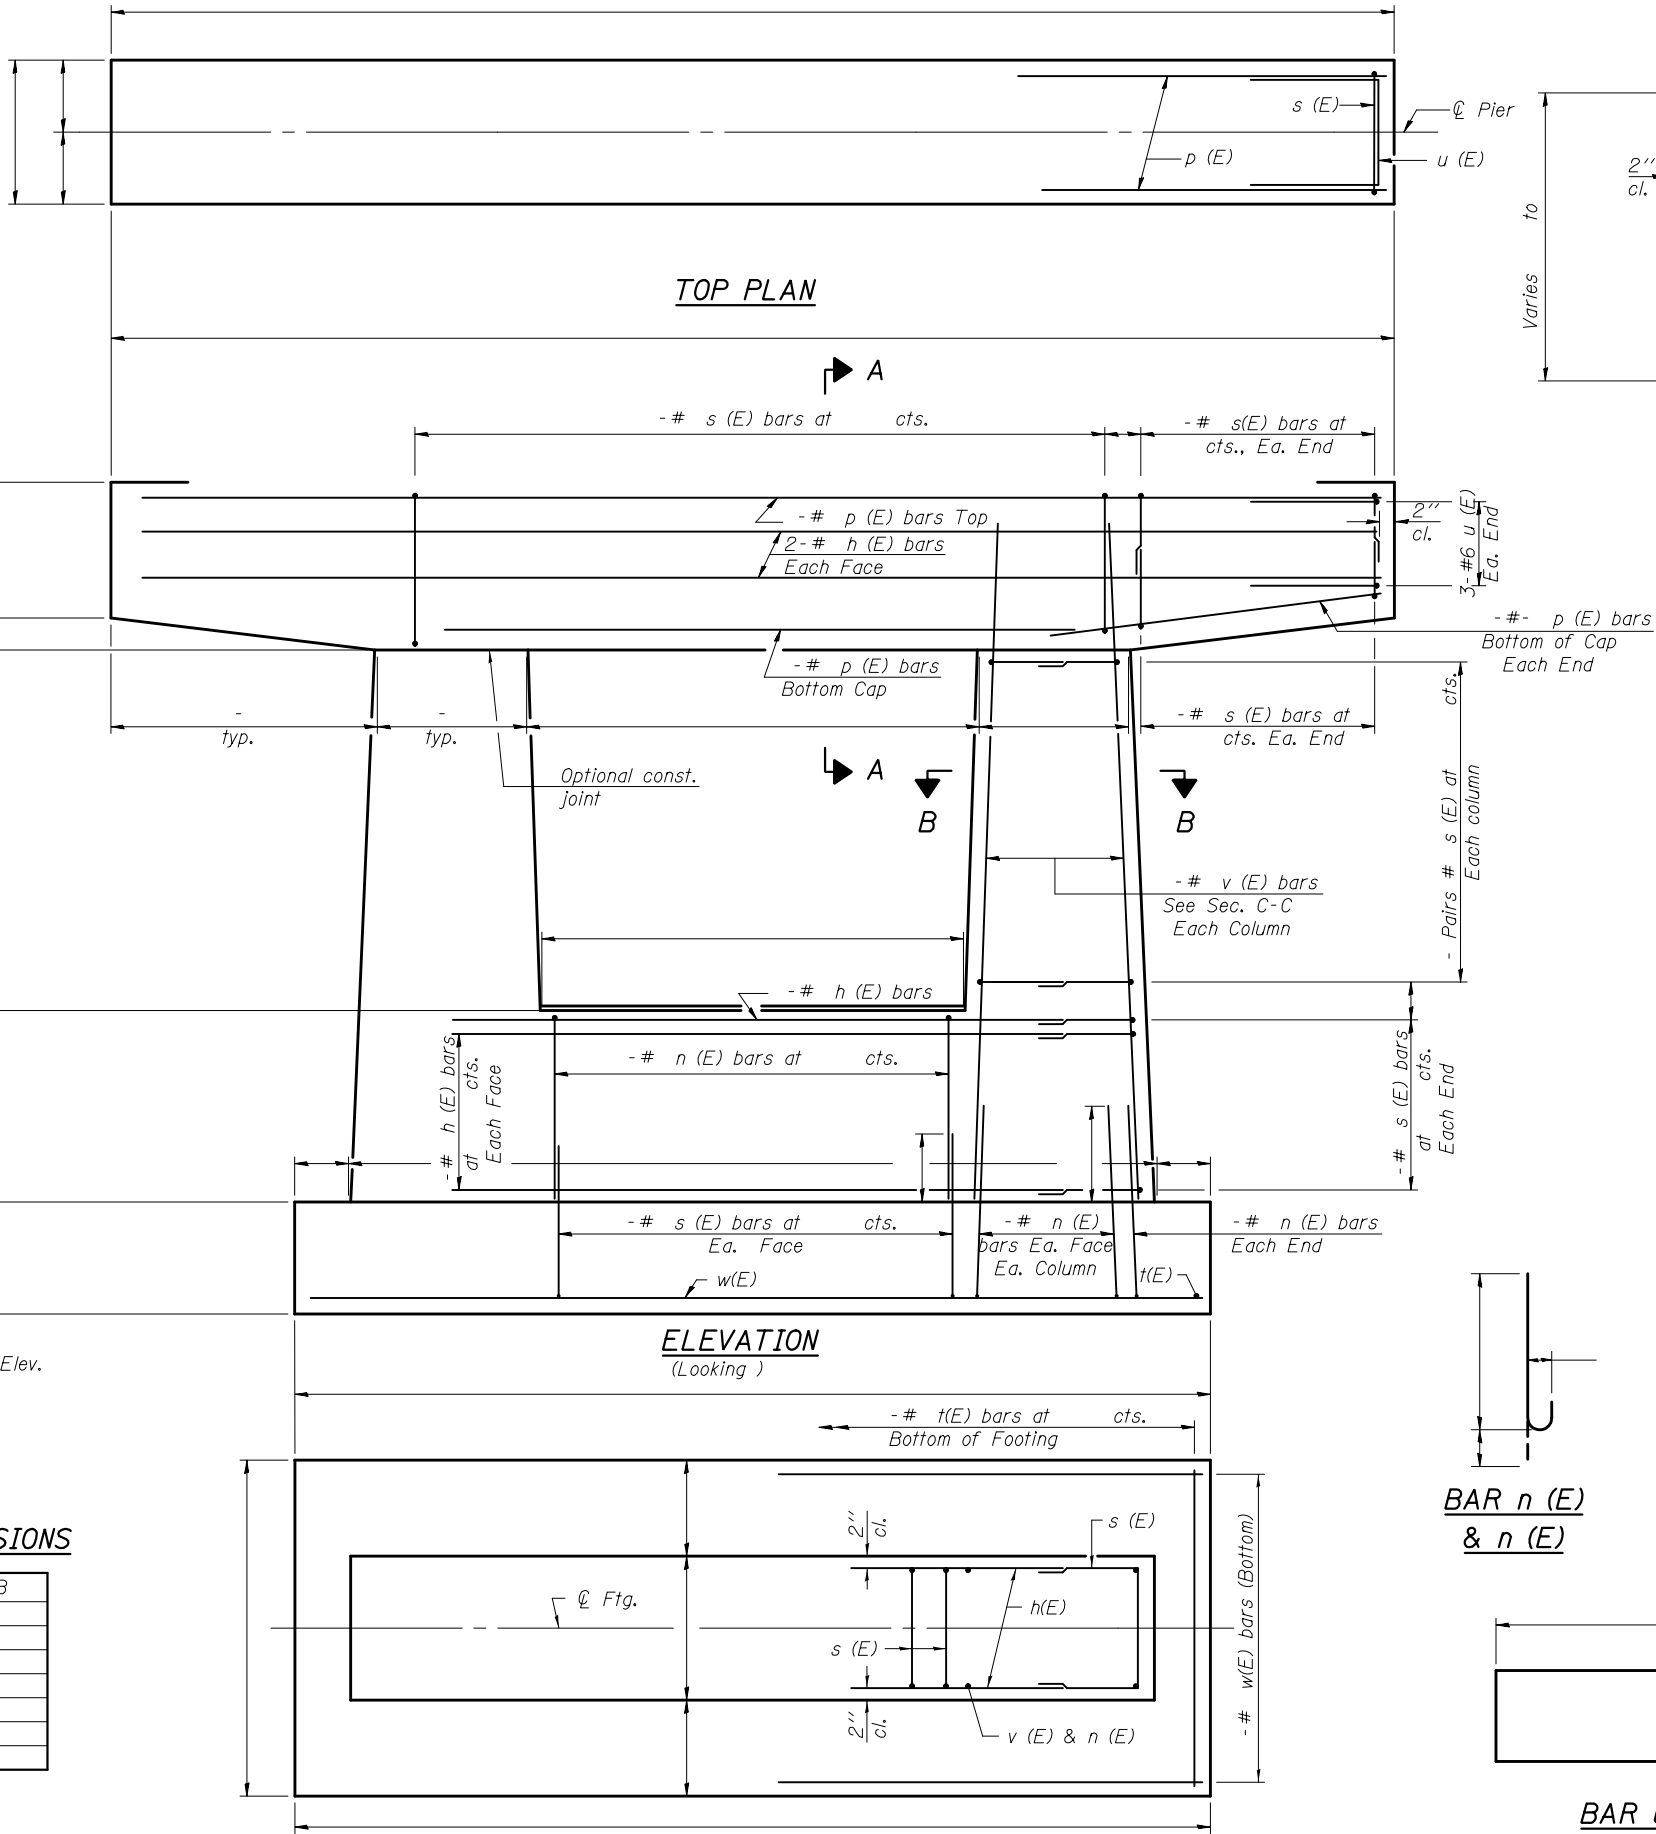 s (E)
℄ Pier
p (E)
u (E)
2"
cl.
Varies to
TOP PLAN
A
-# s (E) bars at cts.
-# s(E) bars at
cts., Ea. End
-# p (E) bars Top
2-# h (E) bars
Each Face
2"
cl.
3-#6 u (E)
Ea. End
-#- p (E) bars
Bottom of Cap
Each End
-# p (E) bars
Bottom Cap
-
typ.
-
typ.
-# s (E) bars at
cts. Ea. End
Optional const.
joint
A
B
B
- Pairs # s (E) at cts.
Each column
-# v (E) bars
See Sec. C-C
Each Column
-# h (E) bars
-# n (E) bars at cts.
-# h (E) bars
at cts.
Each Face
-# s (E) bars
at cts.
Each End
-# s (E) bars at cts.
Ea. Face
-# n (E)
bars Ea. Face
Ea. Column
-# n (E) bars
Each End
w(E)
t(E)
ELEVATION
(Looking )
Elev.
-# t(E) bars at cts.
Bottom of Footing
BAR n (E)
& n (E)
SIONS
B
2"
cl.
s (E)
℄ Ftg.
h(E)
s (E)
2"
cl.
v (E) & n (E)
-# w(E) bars (Bottom)
BAR